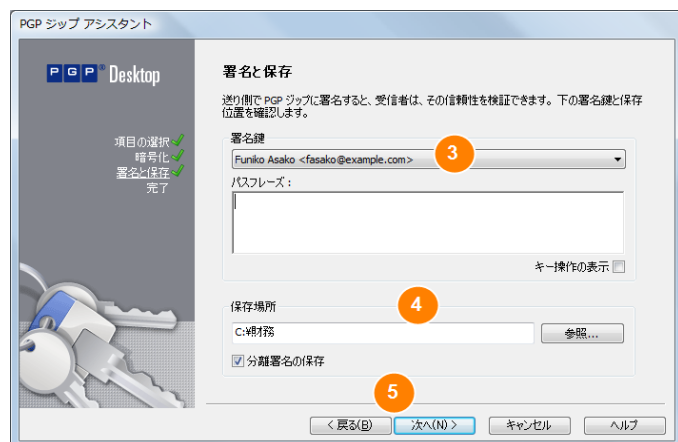 PGP ジップ アシスタント
PGP® Desktop
項目の選択
暗号化
署名と保存
完了
署名と保存
送り側で PGP ジップに署名すると、受信者は、その信頼性を検証できます。下の署名鍵と保存
位置を確認します。
署名鍵
3
Funiko Asako <fasako@example.com>
パスフレーズ：
キー操作の表示
4
保存場所
C:¥財務
参照...
分離署名の保存
5
< 戻る(B)
次へ(N) >
キャンセル
ヘルプ